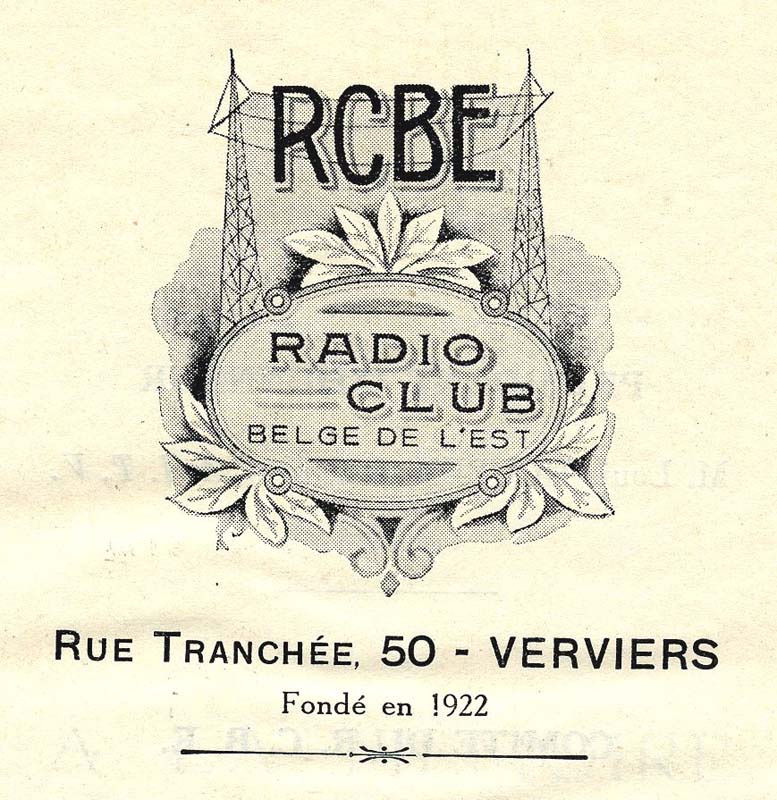 RCBE
RADIO
CLUB
BELGE DE L'EST
RUE TRANCHÉE, 50 - VERVIERS
Fondé en 1922